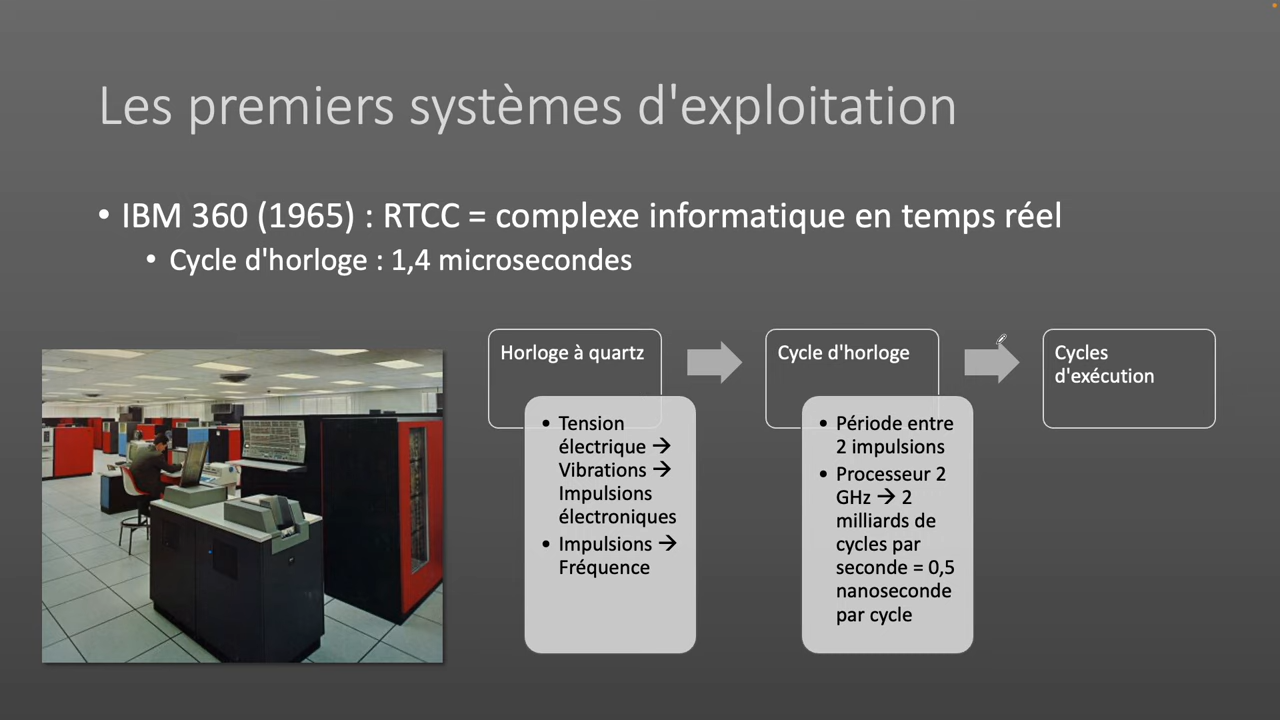 Les premiers systèmes d'exploitation
• IBM 360 (1965) : RTCC = complexe informatique en temps réel
• Cycle d'horloge : 1,4 microsecondes
Horloge à quartz
• Tension
électrique →
Vibrations →
Impulsions
électroniques
• Impulsions →
Fréquence
Cycle d'horloge
• Période entre
2 impulsions
• Processeur 2
GHz → 2
milliards de
cycles par
seconde = 0,5
nanoseconde
par cycle
Cycles
d'exécution